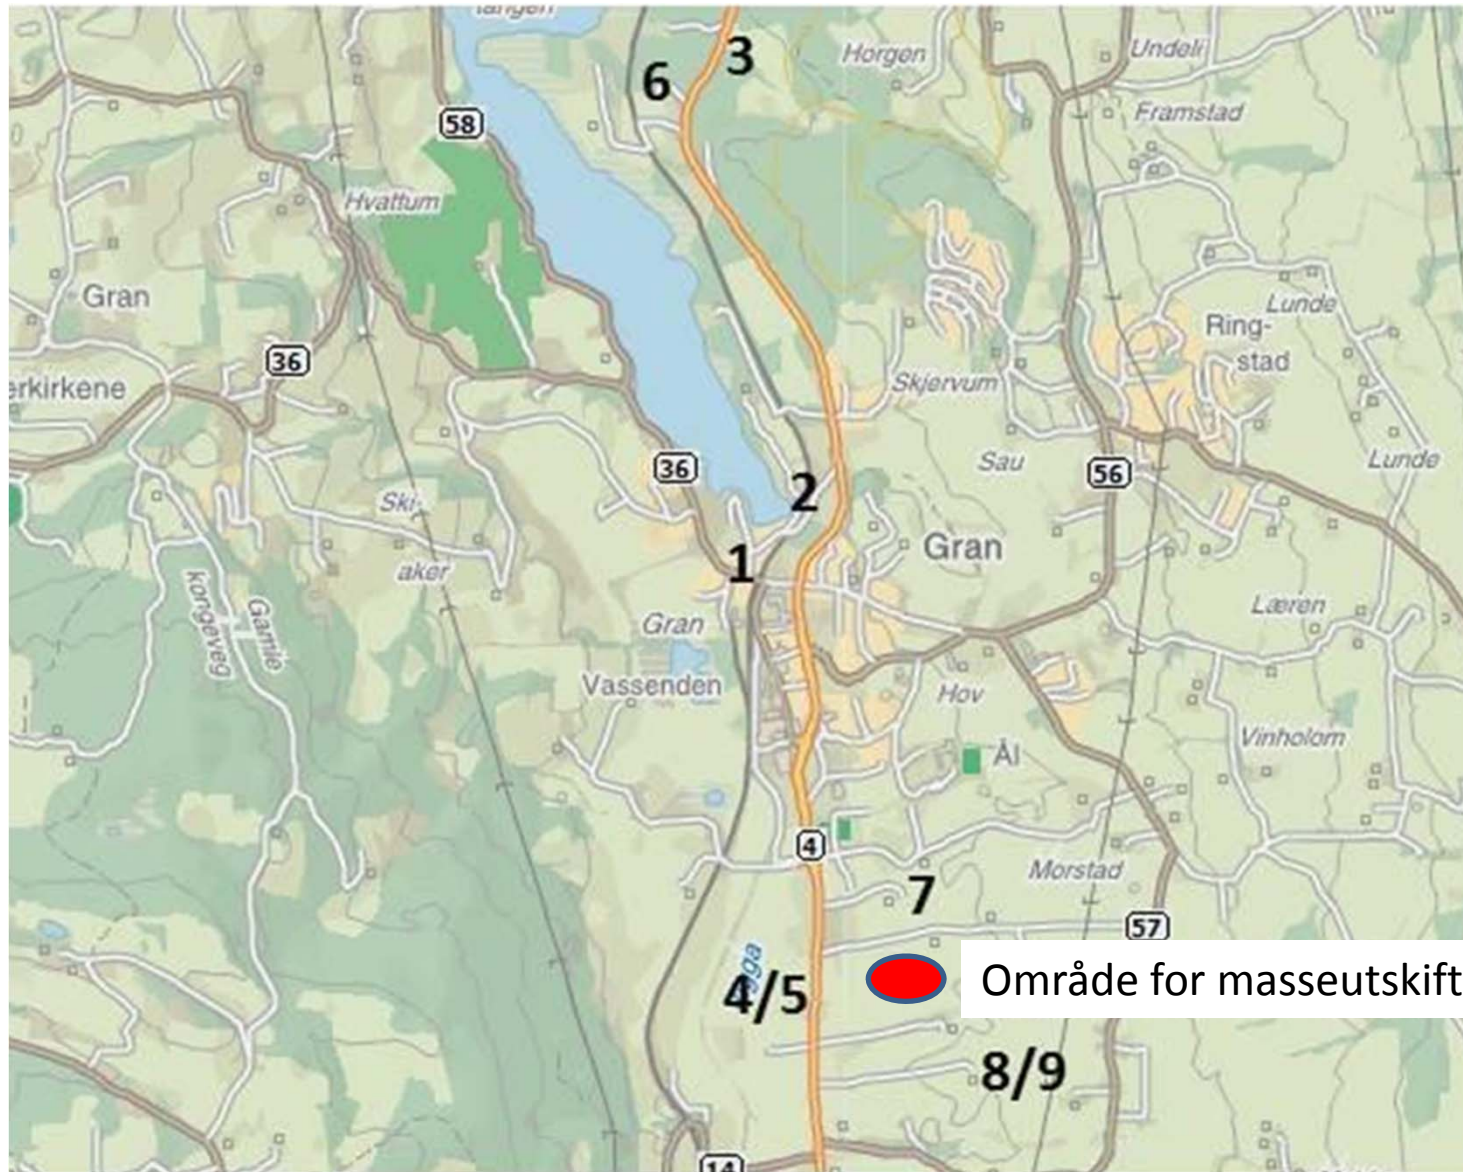 tangen
3
Horgen
Undeli
6
58
Framstad
Hvattum
Gran
Lunde
Ring-
stad
36
erkirkene
Skjervum
36
Sau
56
Lunde
2
Ski-
aker
Gran
1
Gamle
kongeveg
Gran
Læren
Vassenden
Hov
Vinholom
Ål
4
Morstad
7
57
gga
4/5
Område for masseutskift
8/9
14